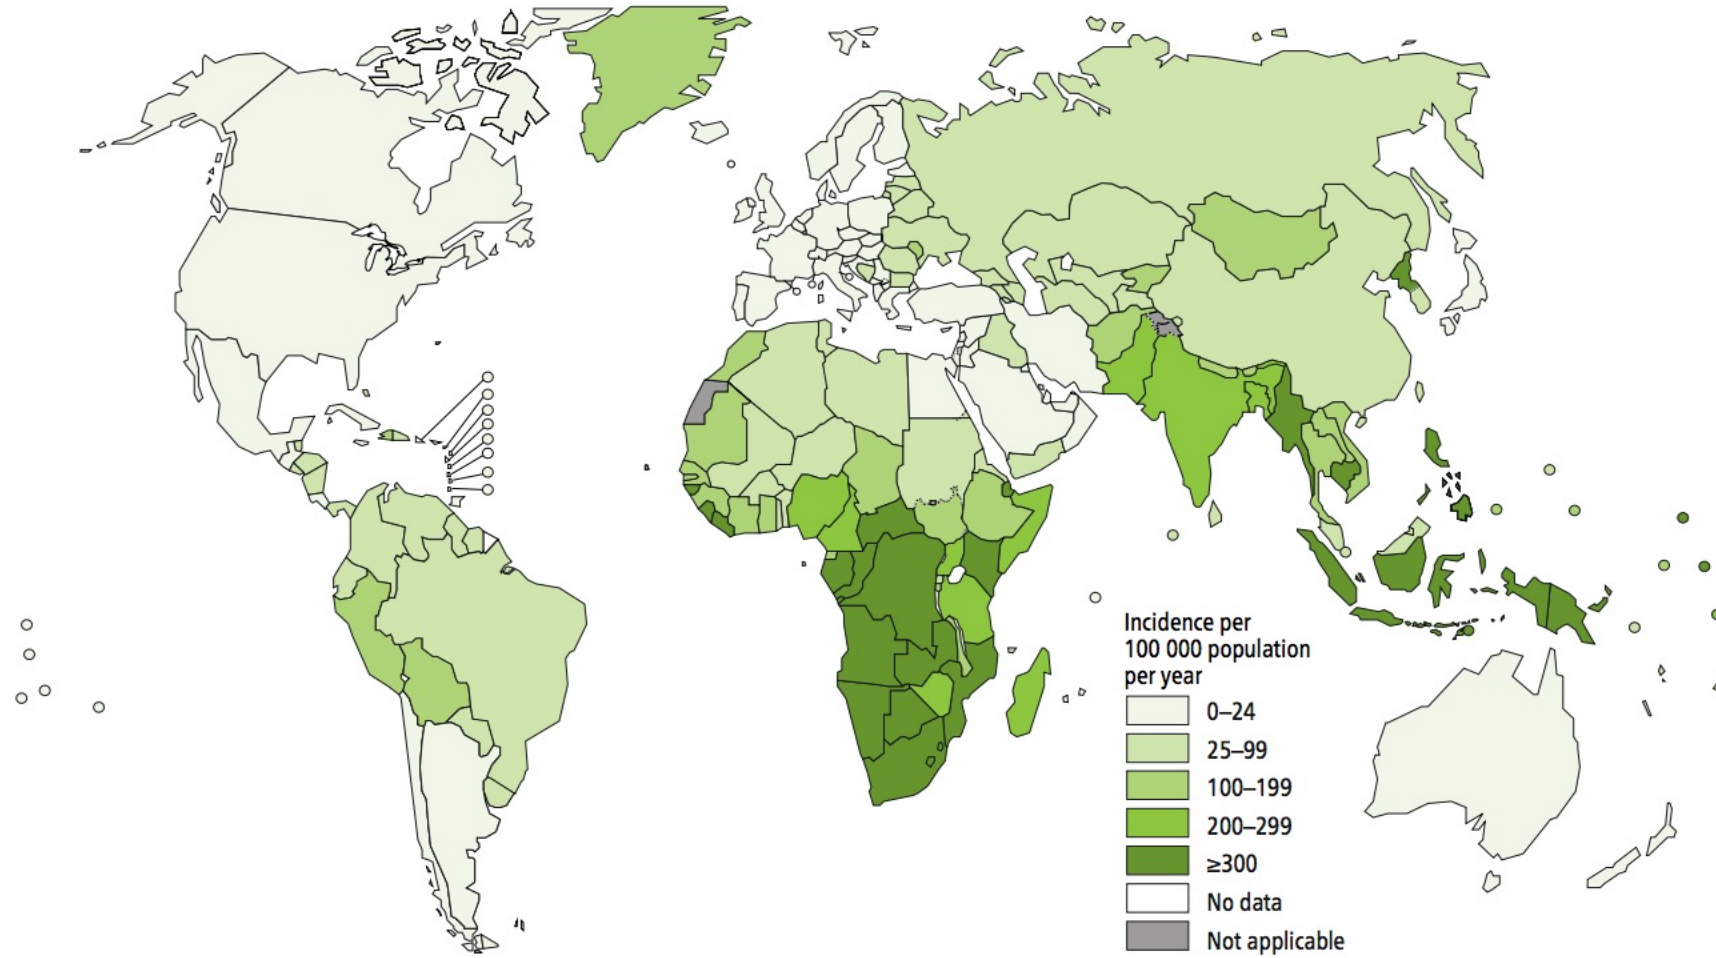 Incidence per
100 000 population
per year
0–24
25–99
100–199
200–299
≥300
No data
Not applicable